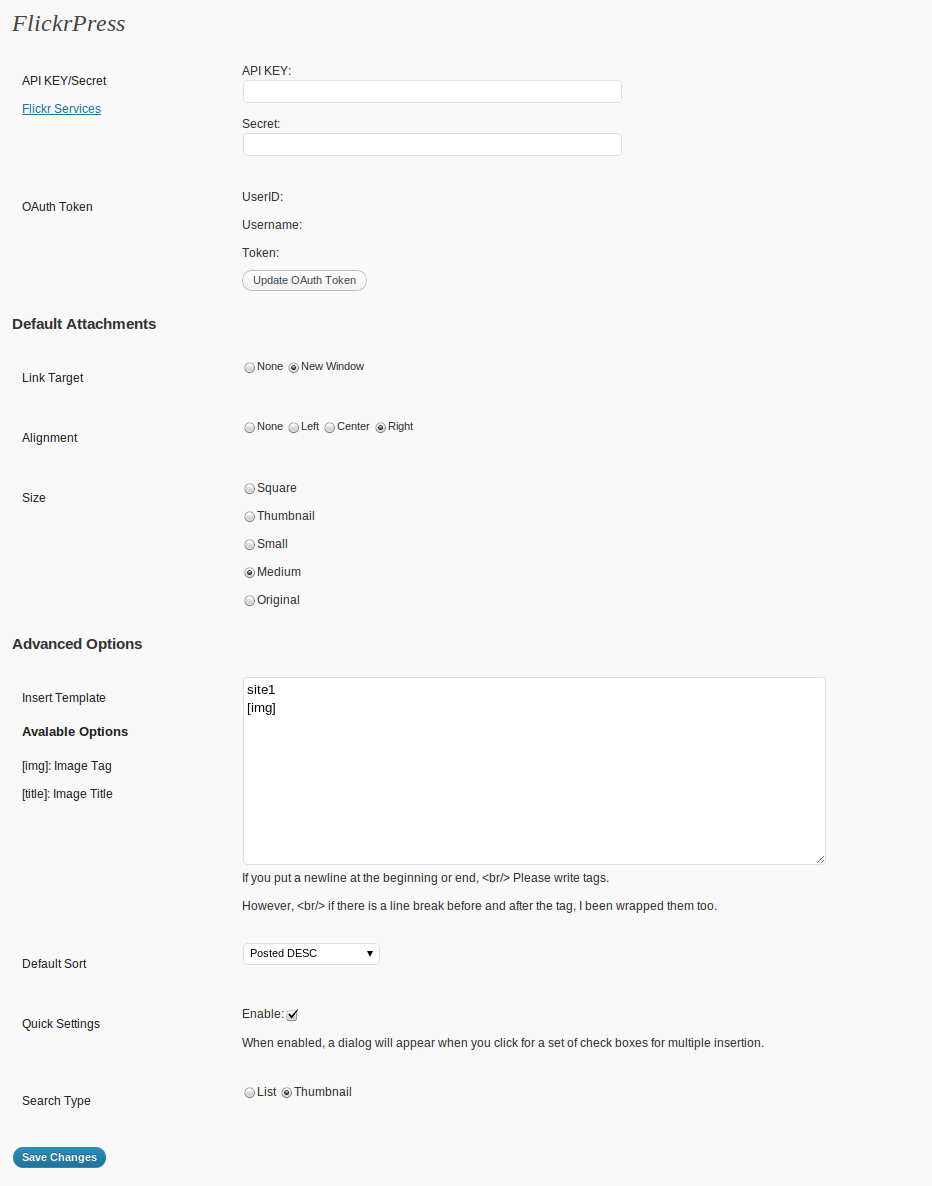 FlickrPress
API KEY/Secret
API KEY:
Flickr Services
Secret:
OAuth Token
UserID:
Username:
Token:
Update OAuth Token
Default Attachments
Link Target
None New Window
Alignment
None Left Center Right
Size
Square
Thumbnail
Small
Medium
Original
Advanced Options
Insert Template
site1
[img]
Avalable Options
[img]: Image Tag
[title]: Image Title
If you put a newline at the beginning or end, <br/> Please write tags.
However, <br/> if there is a line break before and after the tag, I been wrapped them too.
Default Sort
Posted DESC
Quick Settings
Enable:
When enabled, a dialog will appear when you click for a set of check boxes for multiple insertion.
Search Type
List Thumbnail
Save Changes